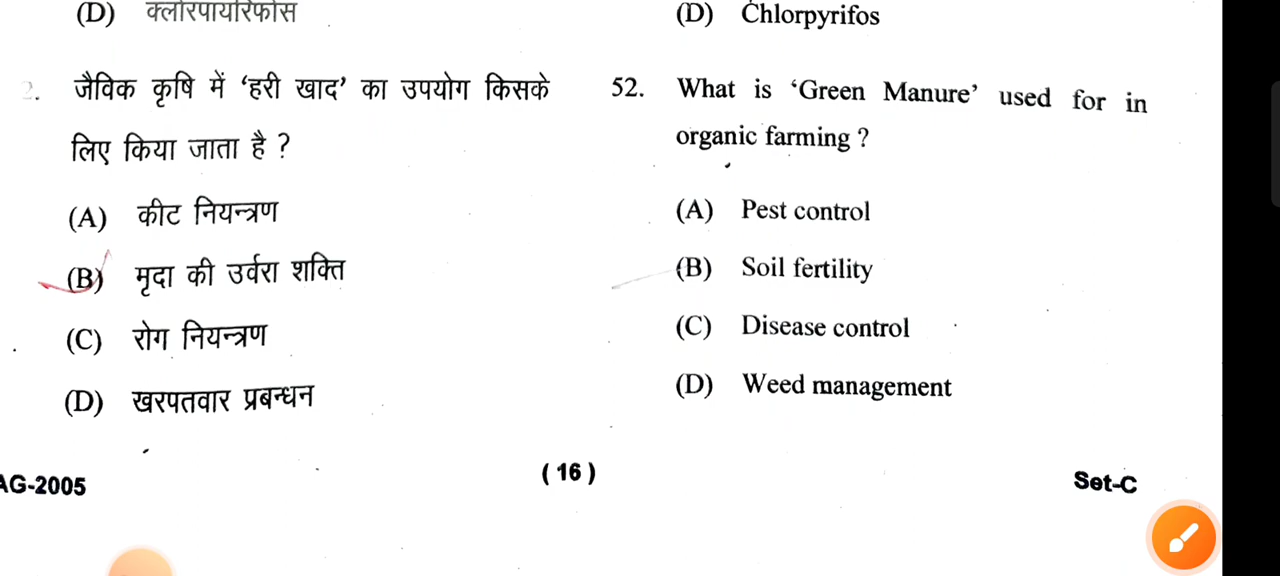 (D) क्लोरपायरिफोस
2. जैविक कृषि में ‘हरी खाद’ का उपयोग किसके
लिए किया जाता है ?
(A) कीट नियन्त्रण
(B) मृदा की उर्वरा शक्ति
(C) रोग नियन्त्रण
(D) खरपतवार प्रबन्धन
(D) Chlorpyrifos
52. What is ‘Green Manure’ used for in
organic farming ?
(A) Pest control
(B) Soil fertility
(C) Disease control
(D) Weed management
AG-2005
( 16 )
Set-C